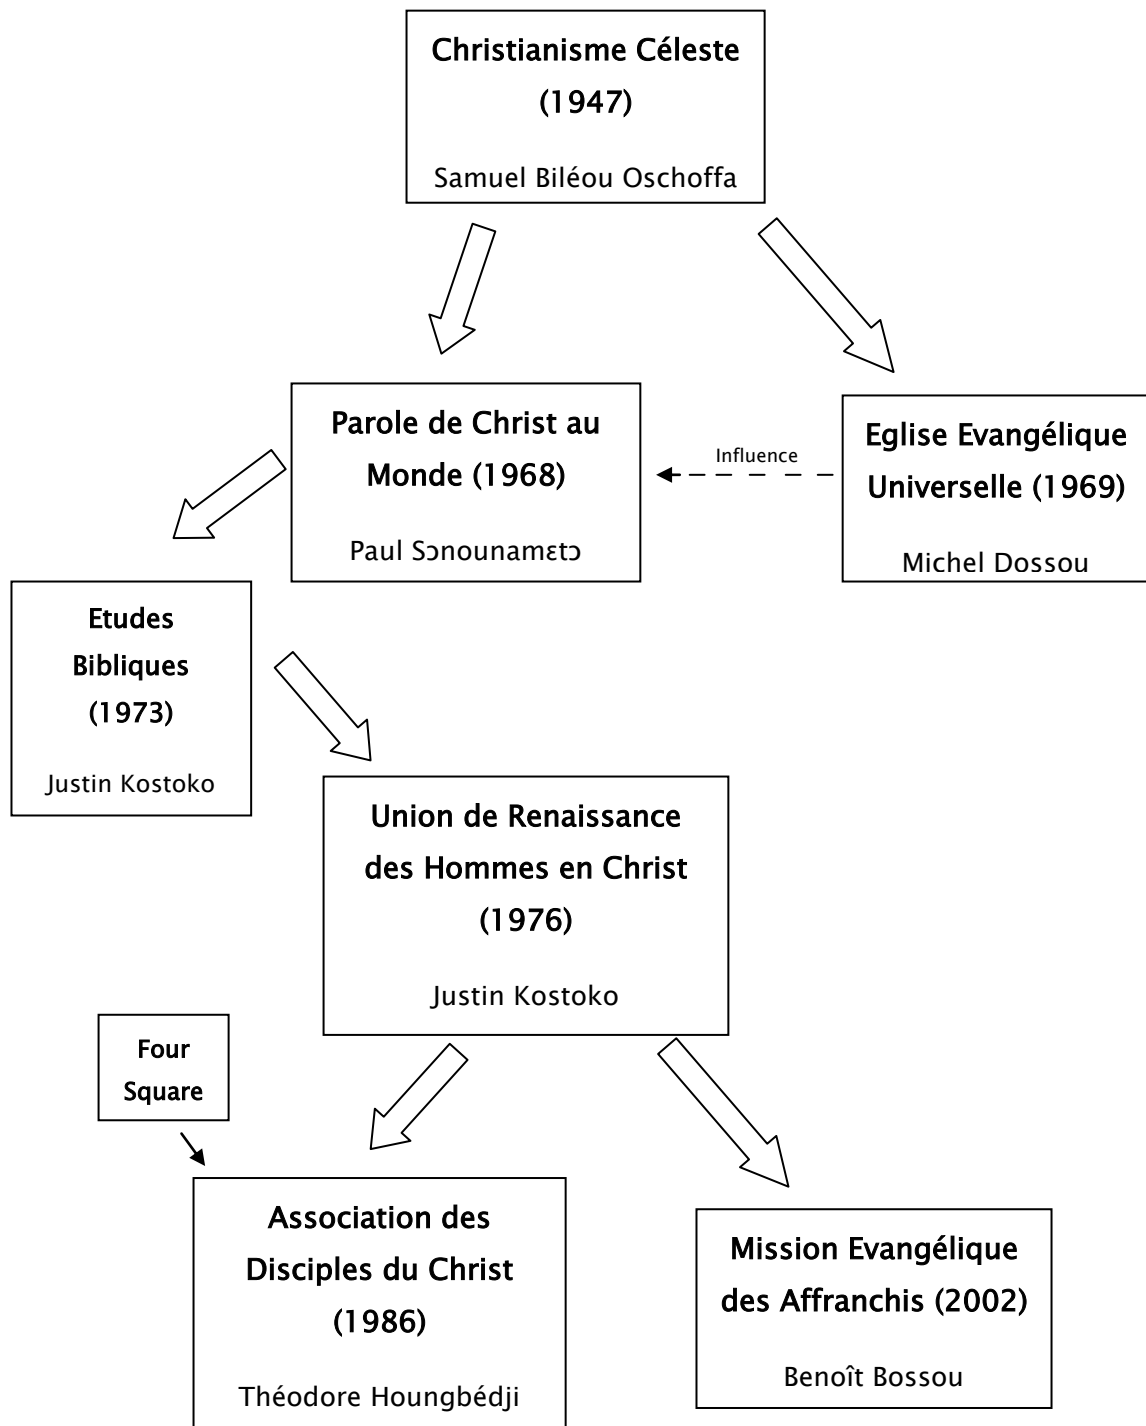 Christianisme Céleste
(1947)
Samuel Biléou Oschoffa
Parole de Christ au
Monde (1968)
Paul Sɔnounamɛtɔ
Influence
Eglise Evangélique
Universelle (1969)
Michel Dossou
Etudes
Bibliques
(1973)
Justin Kostoko
Union de Renaissance
des Hommes en Christ
(1976)
Justin Kostoko
Four
Square
Association des
Disciples du Christ
(1986)
Théodore Houngbédji
Mission Evangélique
des Affranchis (2002)
Benoît Bossou